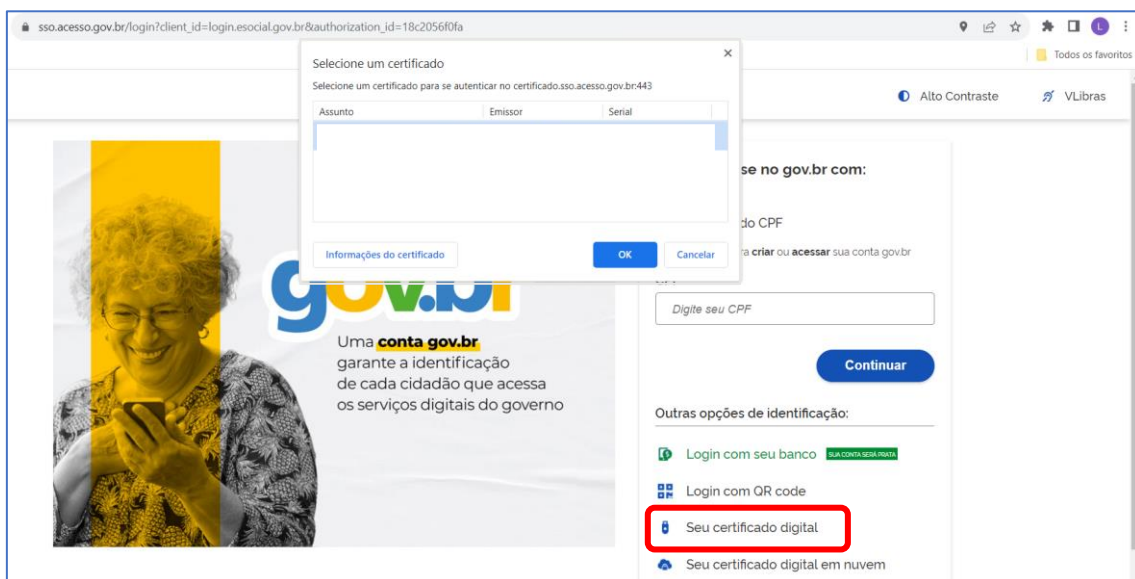 sso.acesso.gov.br/login?client_id=login.esocial.gov.br&authorization_id=18c2056f0fa
L
Todos os favoritos
Selecione um certificado
Selecione um certificado para se autenticar no certificado.sso.acesso.gov.br:443
Assunto Emissor Serial
Informações do certificado OK Cancelar
Alto Contraste VLibras
gov.br
Uma conta gov.br
garante a identificação
de cada cidadão que acessa
os serviços digitais do governo
se no gov.br com:
do CPF
criar ou acessar sua conta gov.br
Digite seu CPF
Continuar
Outras opções de identificação:
Login com seu banco SUA CONTA SERÁ PRATA
Login com QR code
Seu certificado digital
Seu certificado digital em nuvem